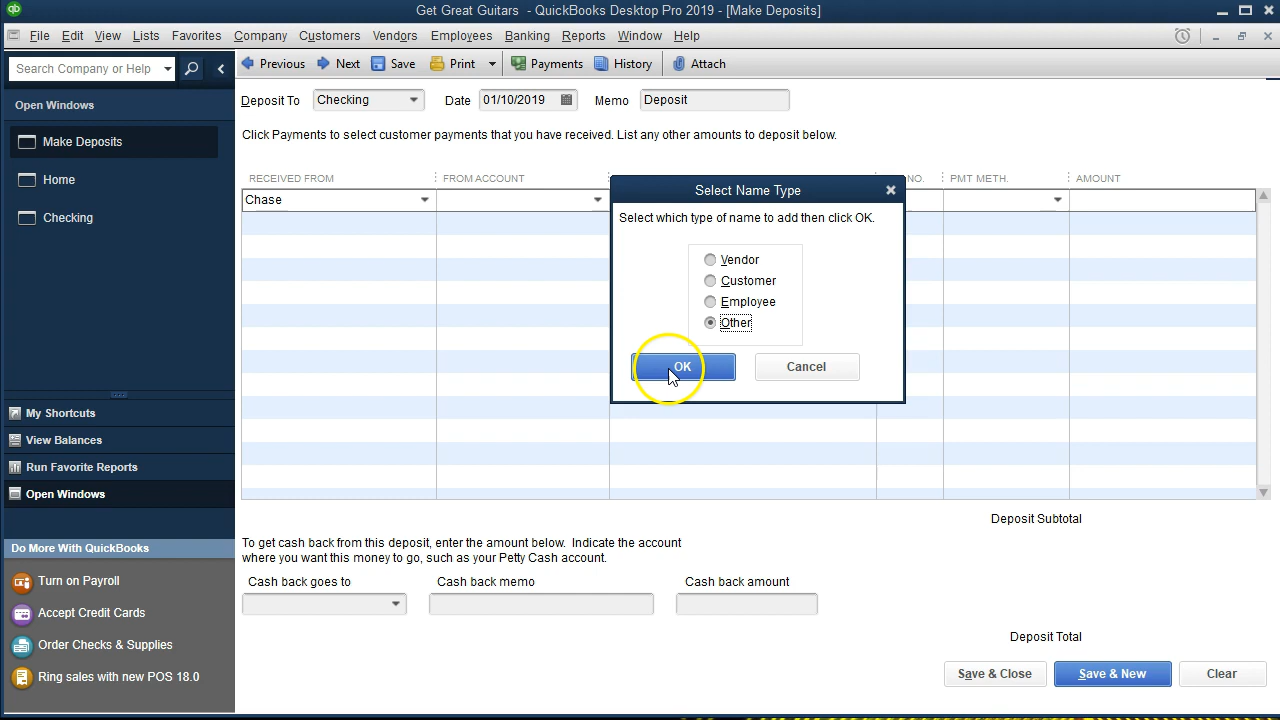 qb
Get Great Guitars - QuickBooks Desktop Pro 2019 - [Make Deposits]
File Edit View Lists Favorites Company Customers Vendors Employees Banking Reports Window Help
Search Company or Help
Previous Next Save Print Payments History Attach
Open Windows
Make Deposits
Home
Checking
My Shortcuts
View Balances
Run Favorite Reports
Open Windows
Do More With QuickBooks
Turn on Payroll
Accept Credit Cards
Order Checks & Supplies
Ring sales with new POS 18.0
Deposit To Checking Date 01/10/2019 Memo Deposit
Click Payments to select customer payments that you have received. List any other amounts to deposit below.
RECEIVED FROM FROM ACCOUNT NO. PMT METH. AMOUNT
Chase
Select Name Type
Select which type of name to add then click OK.
Vendor
Customer
Employee
Other
OK Cancel
Deposit Subtotal
To get cash back from this deposit, enter the amount below. Indicate the account
where you want this money to go, such as your Petty Cash account.
Cash back goes to Cash back memo Cash back amount
Deposit Total
Save & Close Save & New Clear